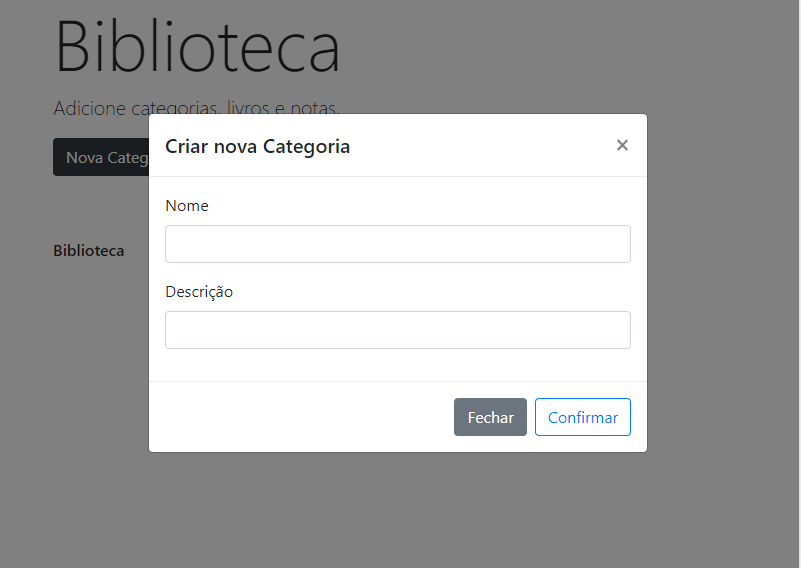 Biblioteca
Adicione categorias, livros e notas.
Nova Categ
Criar nova Categoria
×
Nome
Descrição
Biblioteca
Fechar
Confirmar